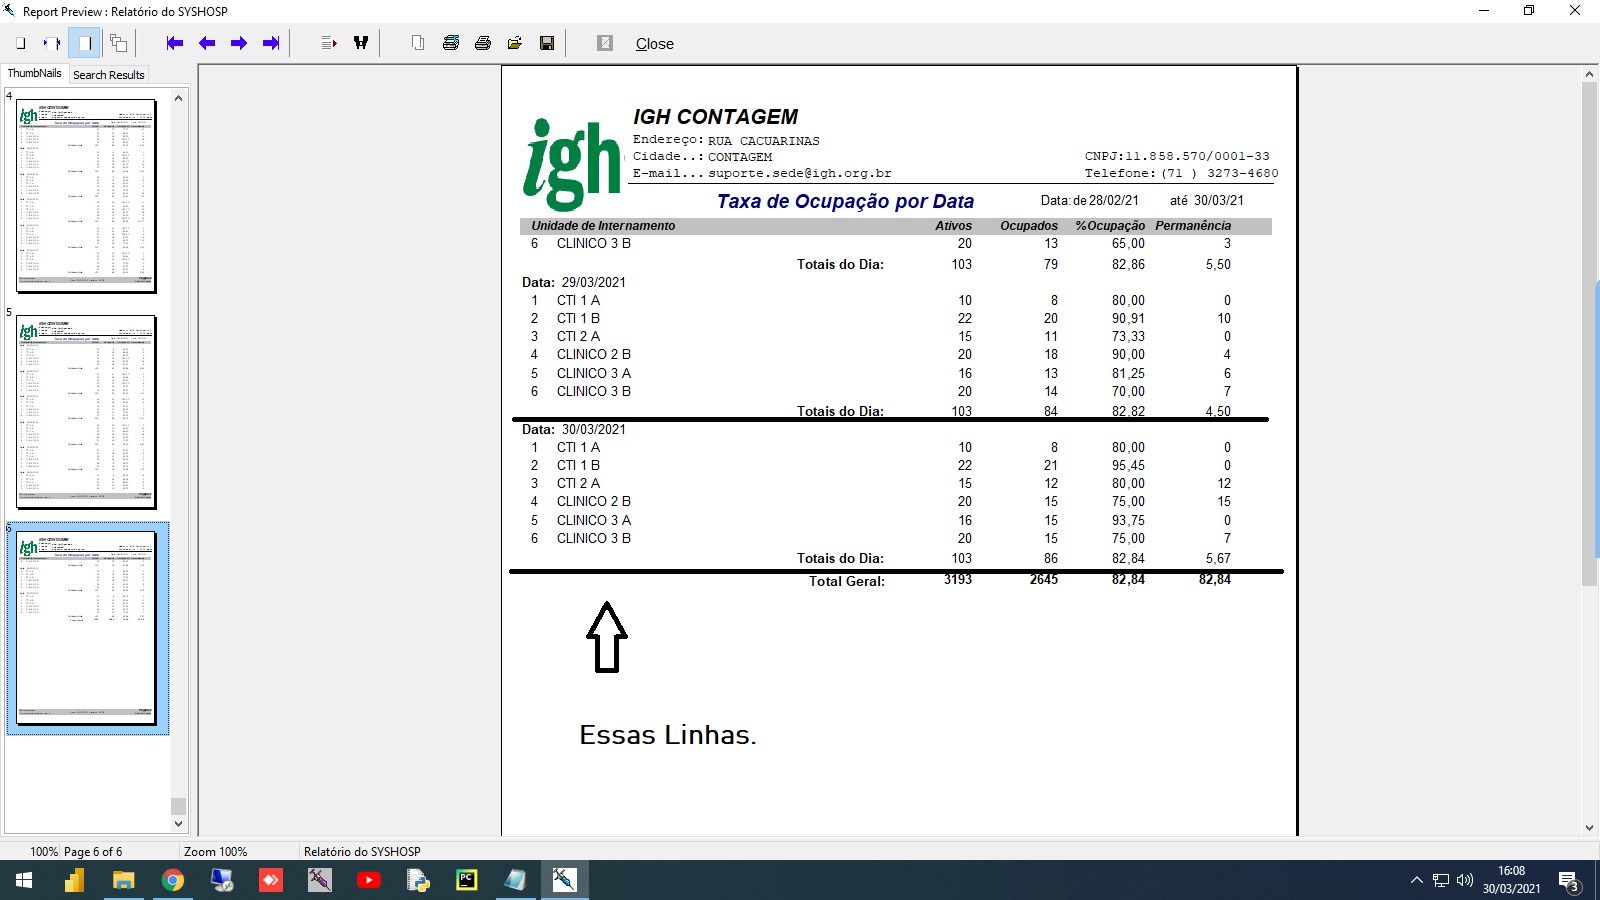 Report Preview : Relatório do SYSHOSP
Close
ThumbNails
Search Results
4
5
6
igh
IGH CONTAGEM
Endereço: RUA CACUARINAS
Cidade..: CONTAGEM
CNPJ:11.858.570/0001-33
E-mail... suporte.sede@igh.org.br
Telefone: (71 ) 3273-4680
Taxa de Ocupação por Data
Data: de 28/02/21 até 30/03/21
Unidade de Internamento Ativos Ocupados %Ocupação Permanência
6 CLINICO 3 B 20 13 65,00 3
Totais do Dia: 103 79 82,86 5,50
Data: 29/03/2021
1 CTI 1 A 10 8 80,00 0
2 CTI 1 B 22 20 90,91 10
3 CTI 2 A 15 11 73,33 0
4 CLINICO 2 B 20 18 90,00 4
5 CLINICO 3 A 16 13 81,25 6
6 CLINICO 3 B 20 14 70,00 7
Totais do Dia: 103 84 82,82 4,50
Data: 30/03/2021
1 CTI 1 A 10 8 80,00 0
2 CTI 1 B 22 21 95,45 0
3 CTI 2 A 15 12 80,00 12
4 CLINICO 2 B 20 15 75,00 15
5 CLINICO 3 A 16 15 93,75 0
6 CLINICO 3 B 20 15 75,00 7
Totais do Dia: 103 86 82,84 5,67
Total Geral: 3193 2645 82,84 82,84
Essas Linhas.
100% Page 6 of 6 Zoom 100% Relatório do SYSHOSP
PC
16:08
30/03/2021
3